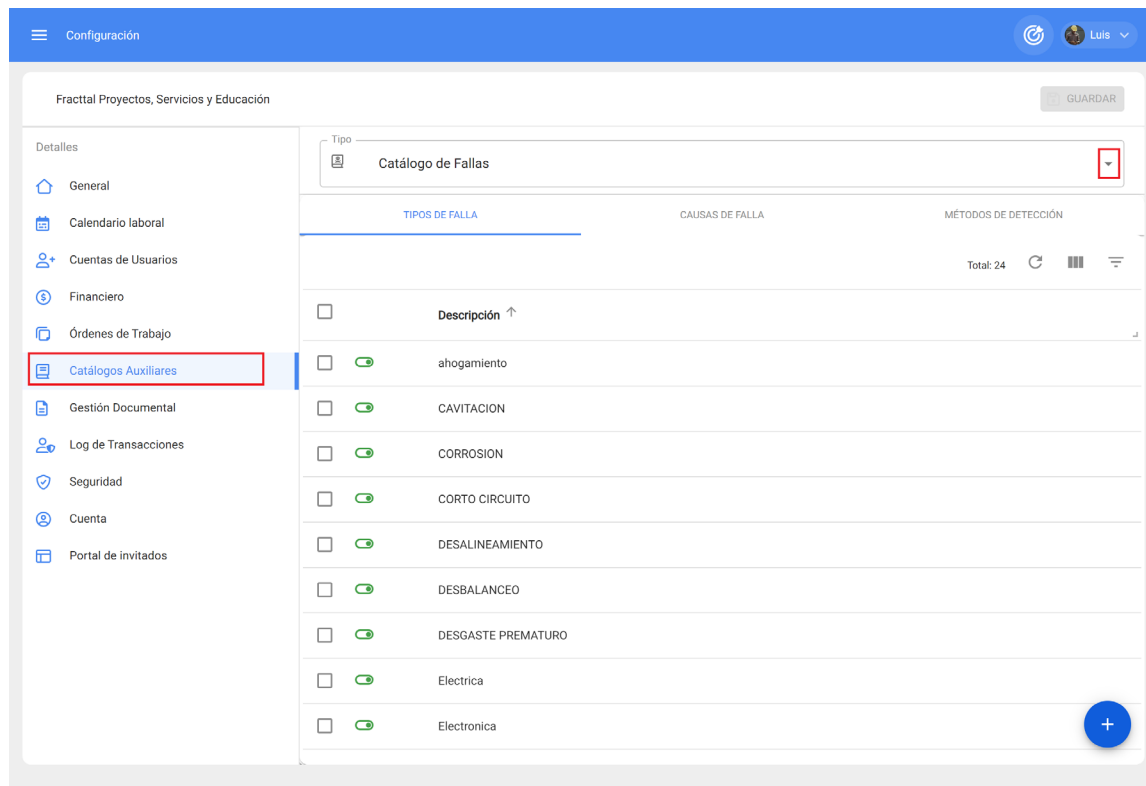 Configuración
Luis
Fracttal Proyectos, Servicios y Educación
GUARDAR
Detalles
General
Calendario laboral
Cuentas de Usuarios
Financiero
Órdenes de Trabajo
Catálogos Auxiliares
Gestión Documental
Log de Transacciones
Seguridad
Cuenta
Portal de invitados
Tipo
Catálogo de Fallas
TIPOS DE FALLA
CAUSAS DE FALLA
MÉTODOS DE DETECCIÓN
Total: 24
Descripción
ahogamiento
CAVITACION
CORROSION
CORTO CIRCUITO
DESALINEAMIENTO
DESBALANCEO
DESGASTE PREMATURO
Electrica
Electronica